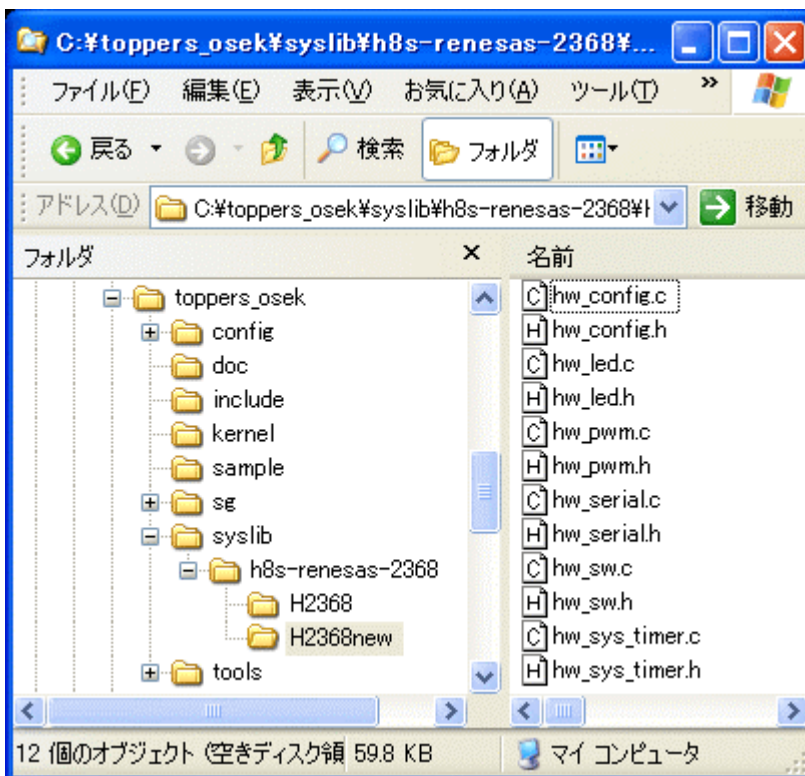 C:¥toppers_osek¥syslib¥h8s-renesas-2368¥...
ファイル(F) 編集(E) 表示(V) お気に入り(A) ツール(T) »
戻る 検索 フォルダ
アドレス(D) C:¥toppers_osek¥syslib¥h8s-renesas-2368¥ 移動
フォルダ
toppers_osek
config
doc
include
kernel
sample
sg
syslib
h8s-renesas-2368
H2368
H2368new
tools
名前
hw_config.c
hw_config.h
hw_led.c
hw_led.h
hw_pwm.c
hw_pwm.h
hw_serial.c
hw_serial.h
hw_sw.c
hw_sw.h
hw_sys_timer.c
hw_sys_timer.h
12 個のオブジェクト (空きディスク領 59.8 KB マイ コンピュータ